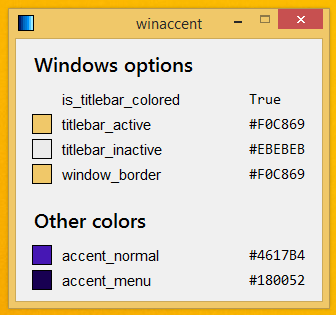 winaccent
Windows options
is_titlebar_colored True
titlebar_active #F0C869
titlebar_inactive #EBEBEB
window_border #F0C869
Other colors
accent_normal #4617B4
accent_menu #180052